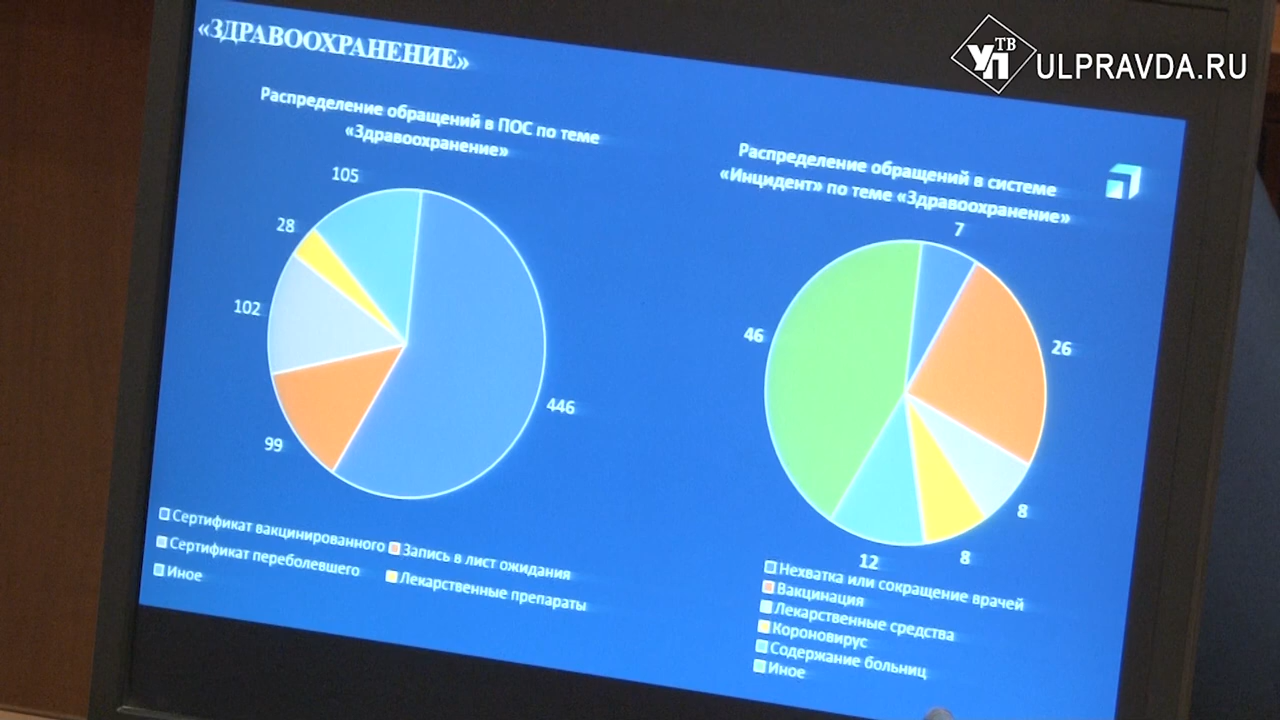 «ЗДРАВООХРАНЕНИЕ»
ТВ
УП
ULPRAVDA.RU
Распределение обращений в ПОС по теме
«Здравоохранение»
105
28
102
99
446
Сертификат вакцинированного
Запись в лист ожидания
Сертификат переболевшего
Лекарственные препараты
Иное
Распределение обращений в системе
«Инцидент» по теме «Здравоохранение»
7
46
26
8
8
12
Нехватка или сокращение врачей
Вакцинация
Лекарственные средства
Короновирус
Содержание больниц
Иное